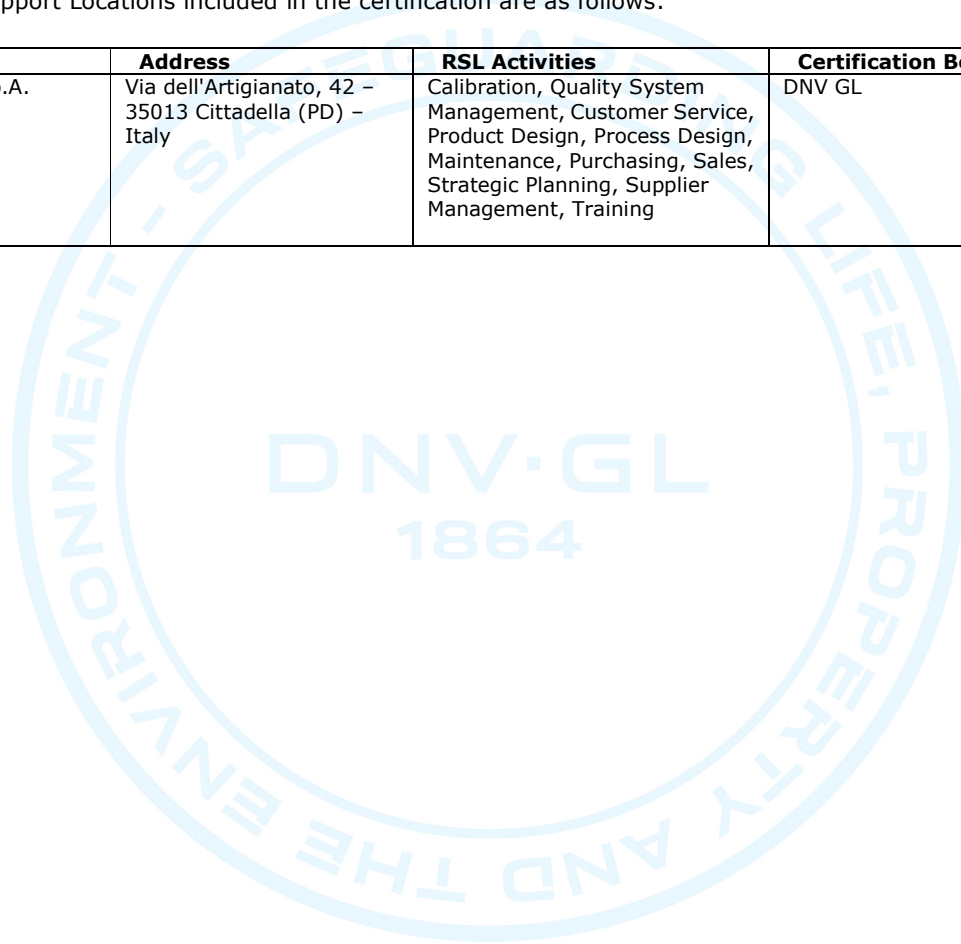 pport Locations included in the certification are as follows:
Address RSL Activities Certification Bo
.A. Via dell'Artigianato, 42 – Calibration, Quality System DNV GL
35013 Cittadella (PD) – Management, Customer Service,
Italy Product Design, Process Design,
Maintenance, Purchasing, Sales,
Strategic Planning, Supplier
Management, Training
SAFEGUARDING LIFE, PROPERTY AND THE ENVIRONMENT -
DNV·GL
1864